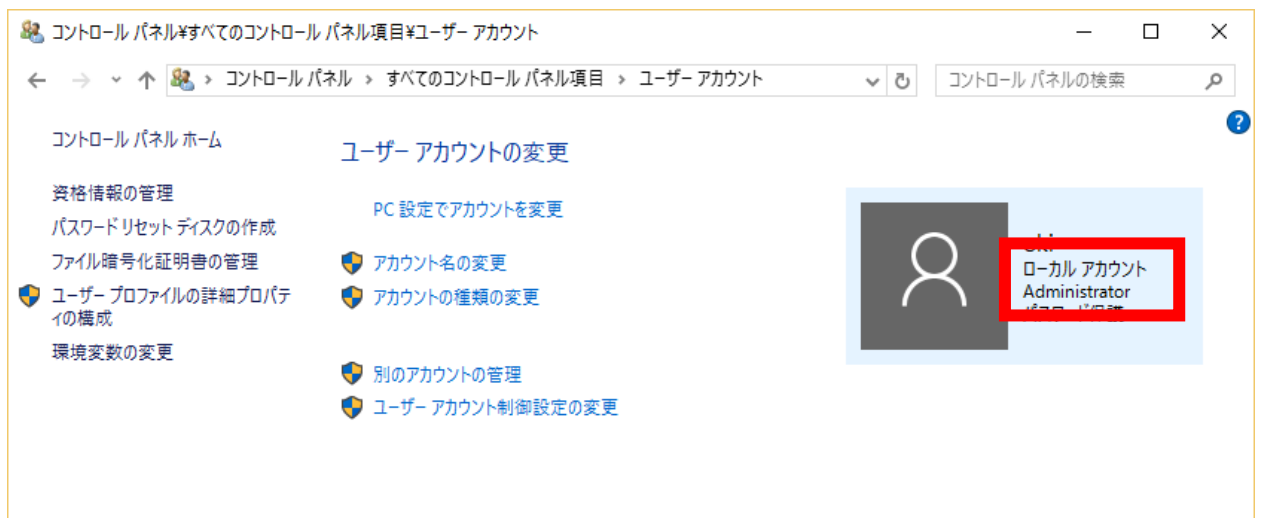 コントロール パネル¥すべてのコントロール パネル項目¥ユーザー アカウント
コントロール パネル › すべてのコントロール パネル項目 › ユーザー アカウント
コントロール パネルの検索
コントロール パネル ホーム
資格情報の管理
パスワード リセット ディスクの作成
ファイル暗号化証明書の管理
ユーザー プロファイルの詳細プロパテ
ィの構成
環境変数の変更
ユーザー アカウントの変更
PC 設定でアカウントを変更
アカウント名の変更
アカウントの種類の変更
別のアカウントの管理
ユーザー アカウント制御設定の変更
ローカル アカウント
Administrator
パスワード保護